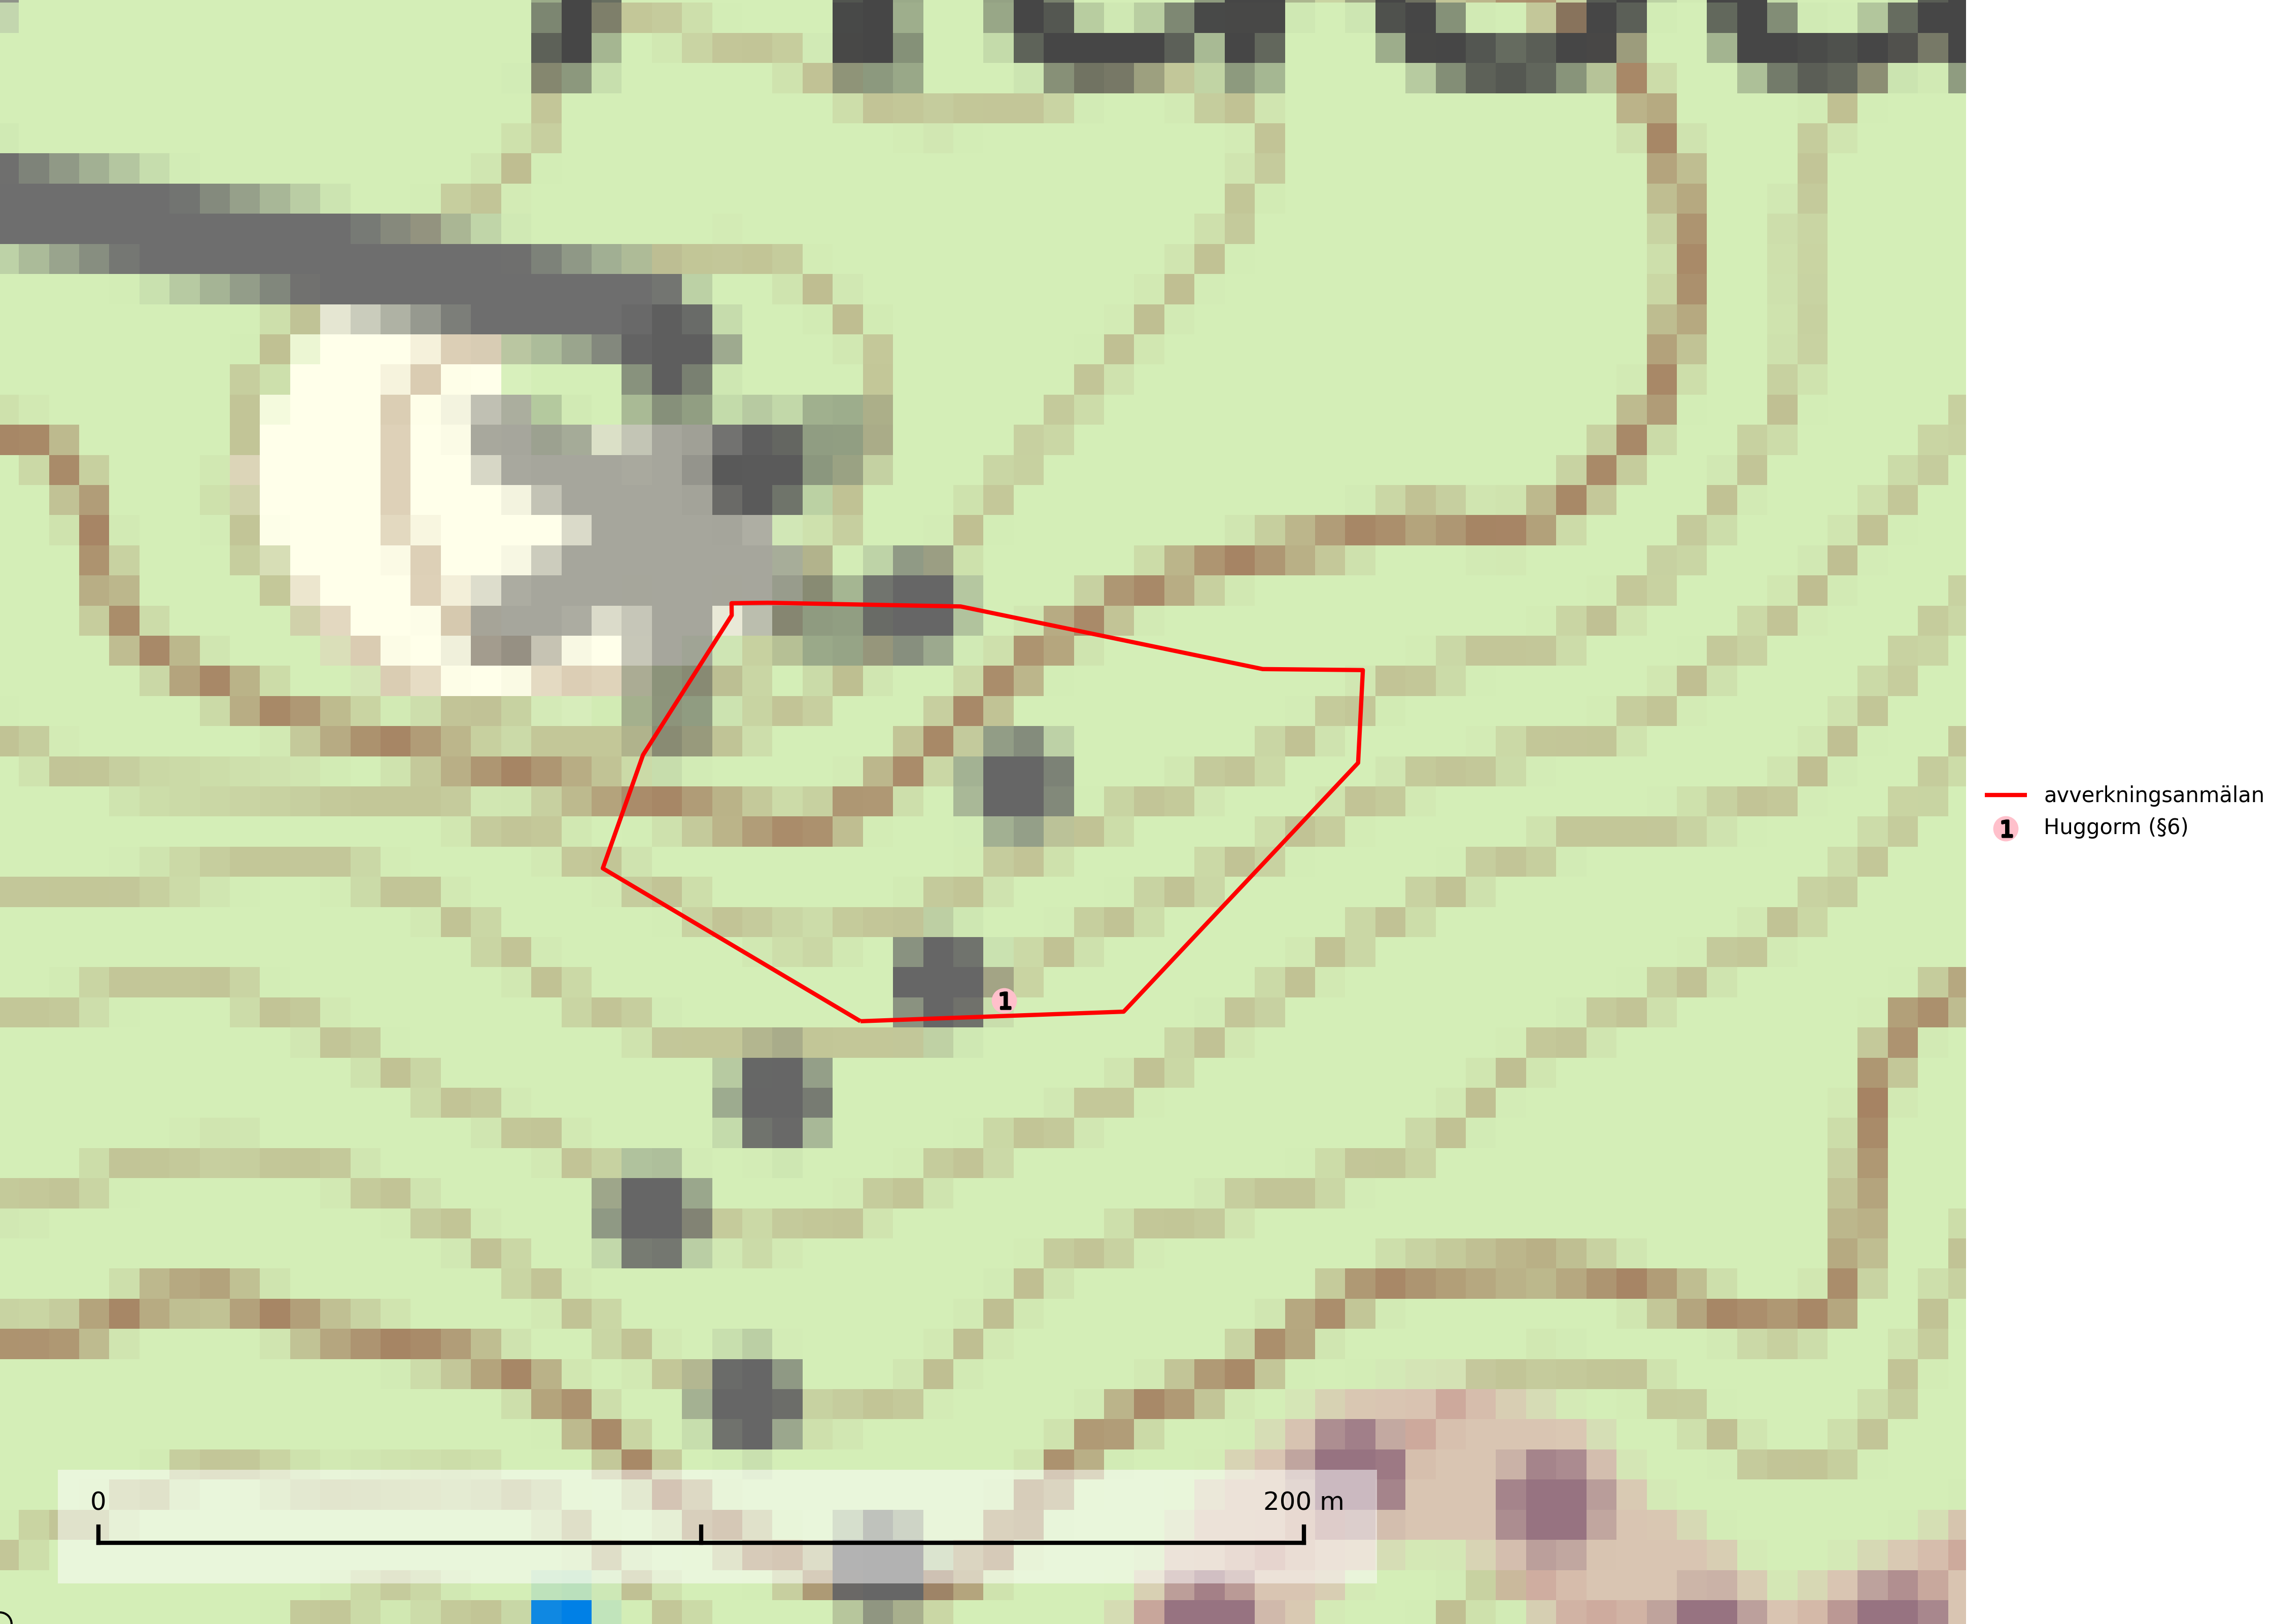 avverkningsanmälan
1 Huggorm (§6)
1
0 200 m